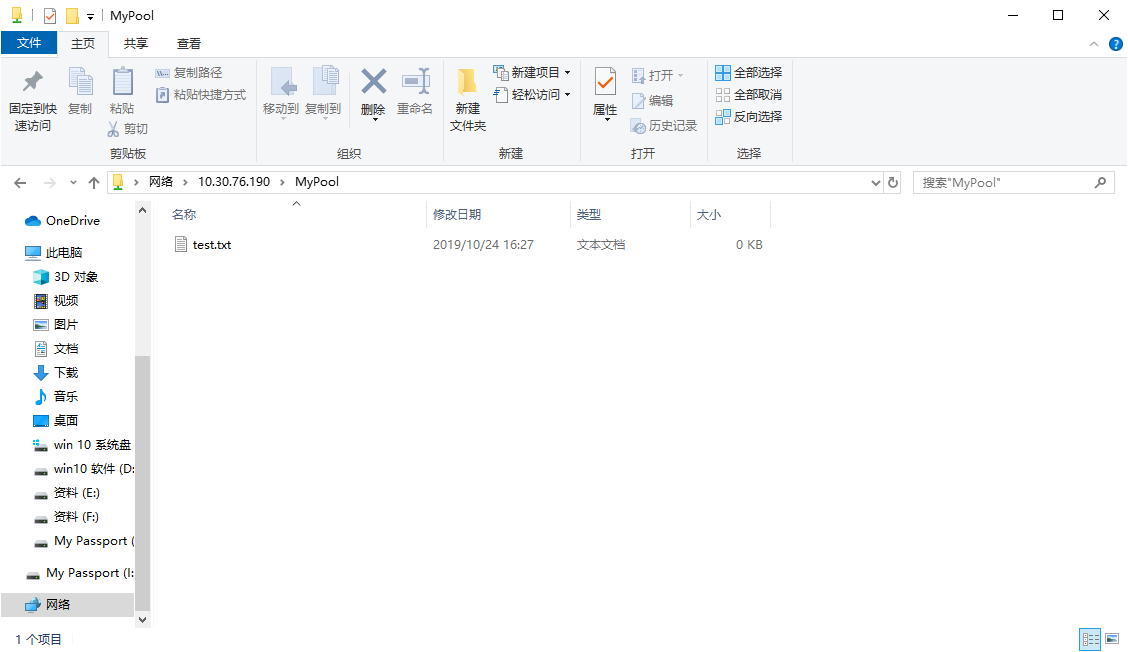 MyPool
文件 主页 共享 查看
固定到快速访问
复制
粘贴
复制路径
粘贴快捷方式
剪切
剪贴板
移动到
复制到
删除
重命名
组织
新建文件夹
新建项目
轻松访问
新建
属性
打开
编辑
历史记录
打开
全部选择
全部取消
反向选择
选择
网络 10.30.76.190 MyPool
搜索"MyPool"
名称 修改日期 类型 大小
test.txt 2019/10/24 16:27 文本文档 0 KB
OneDrive
此电脑
3D 对象
视频
图片
文档
下载
音乐
桌面
win 10 系统盘
win10 软件 (D:
资料 (E:)
资料 (F:)
My Passport (
My Passport (I:
网络
1 个项目